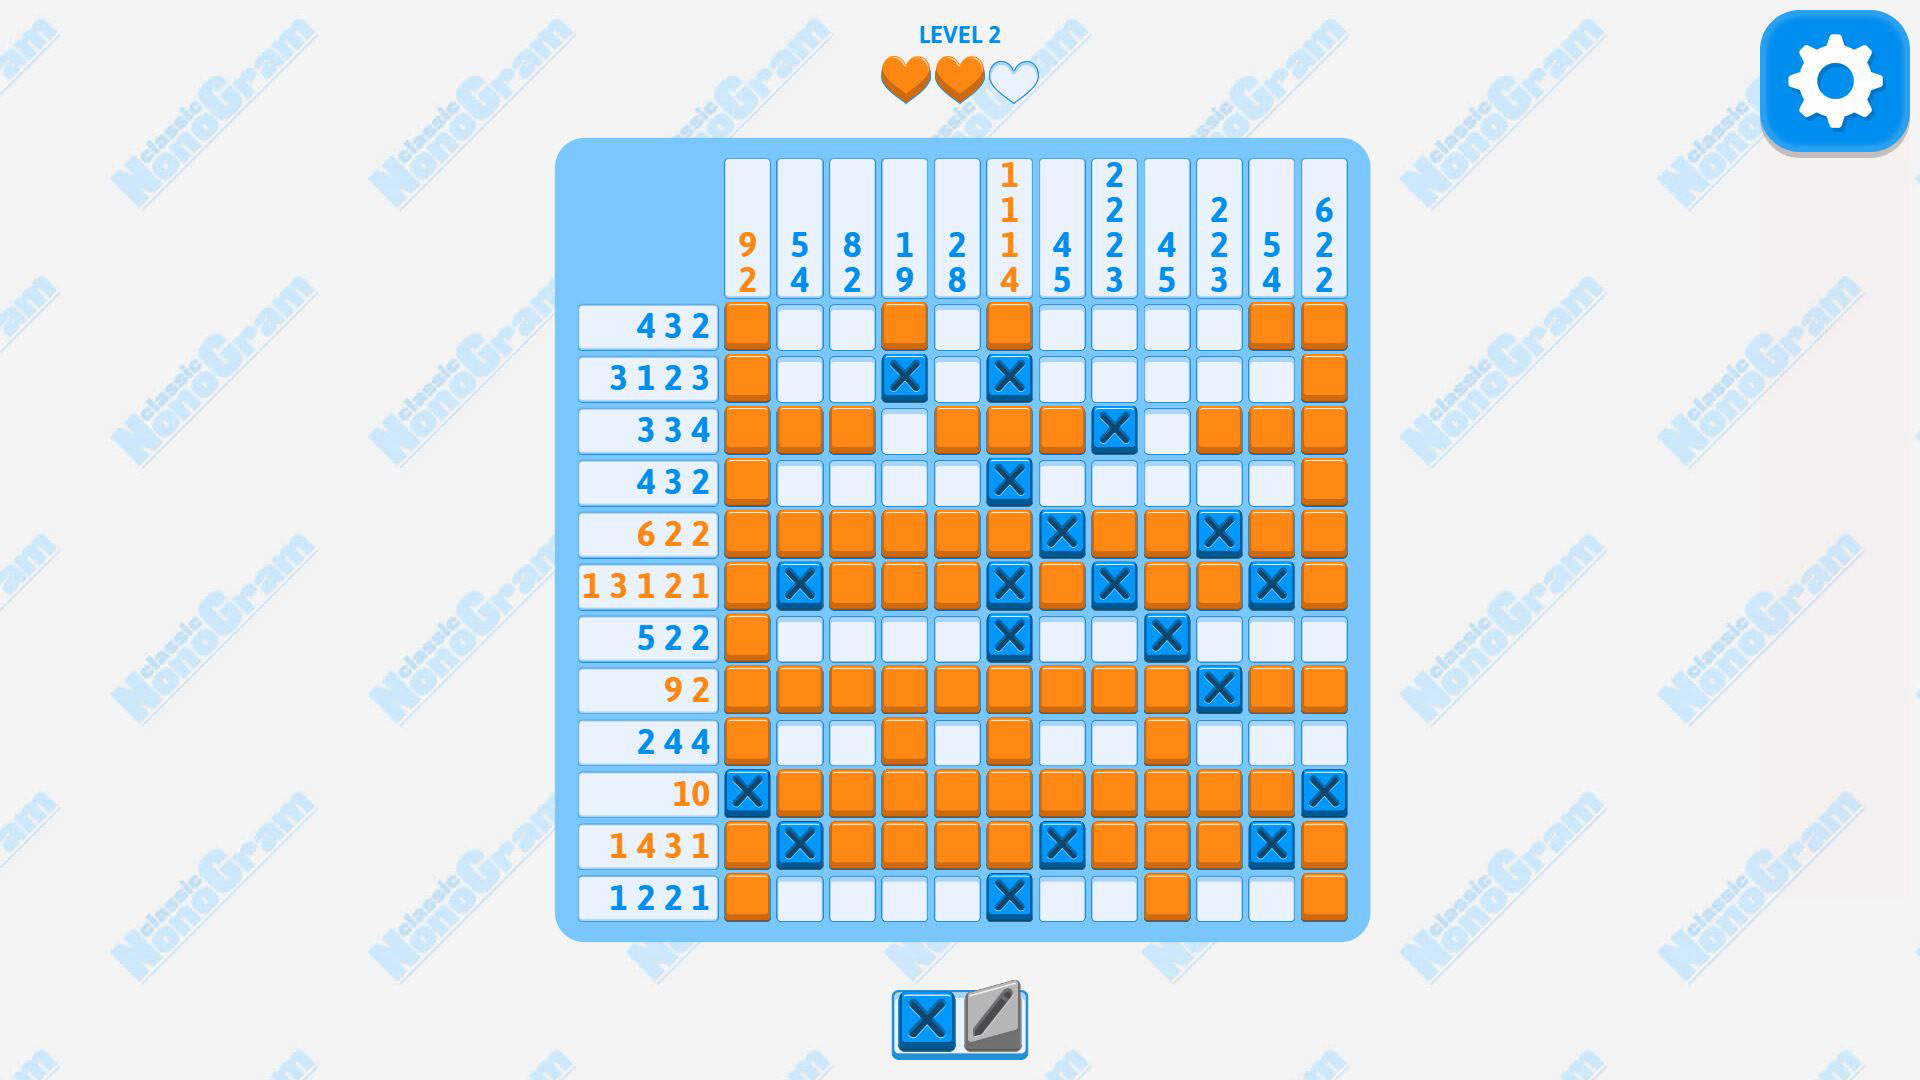 LEVEL 2
9 2
5 4
8 2
1 9
2 8
1 1 1 4
4 5
2 2 2 3
4 5
2 2 3
5 4
6 2 2
4 3 2
3 1 2 3
3 3 4
4 3 2
6 2 2
1 3 1 2 1
5 2 2
9 2
2 4 4
10
1 4 3 1
1 2 2 1
classic
NonoGram